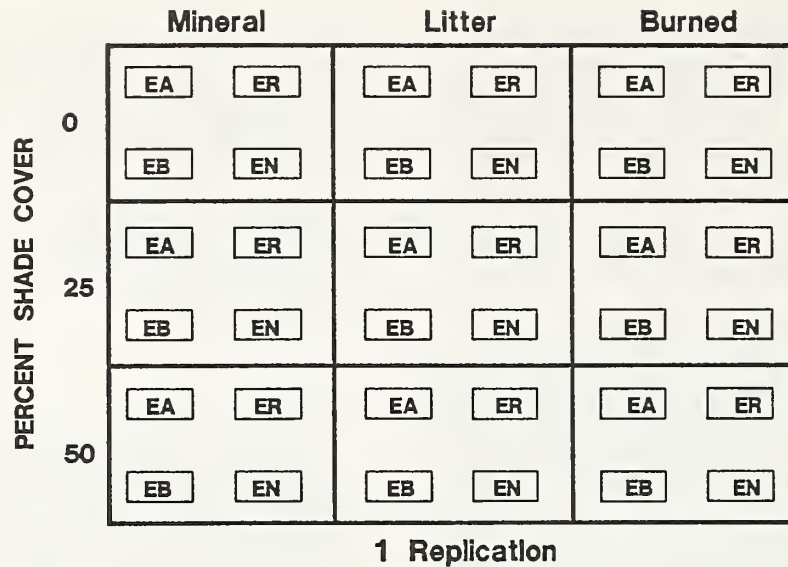 Mineral Litter Burned
PERCENT SHADE COVER
0
EA ER EA ER EA ER
EB EN EB EN EB EN
25
EA ER EA ER EA ER
EB EN EB EN EB EN
50
EA ER EA ER EA ER
EB EN EB EN EB EN
1 Replication